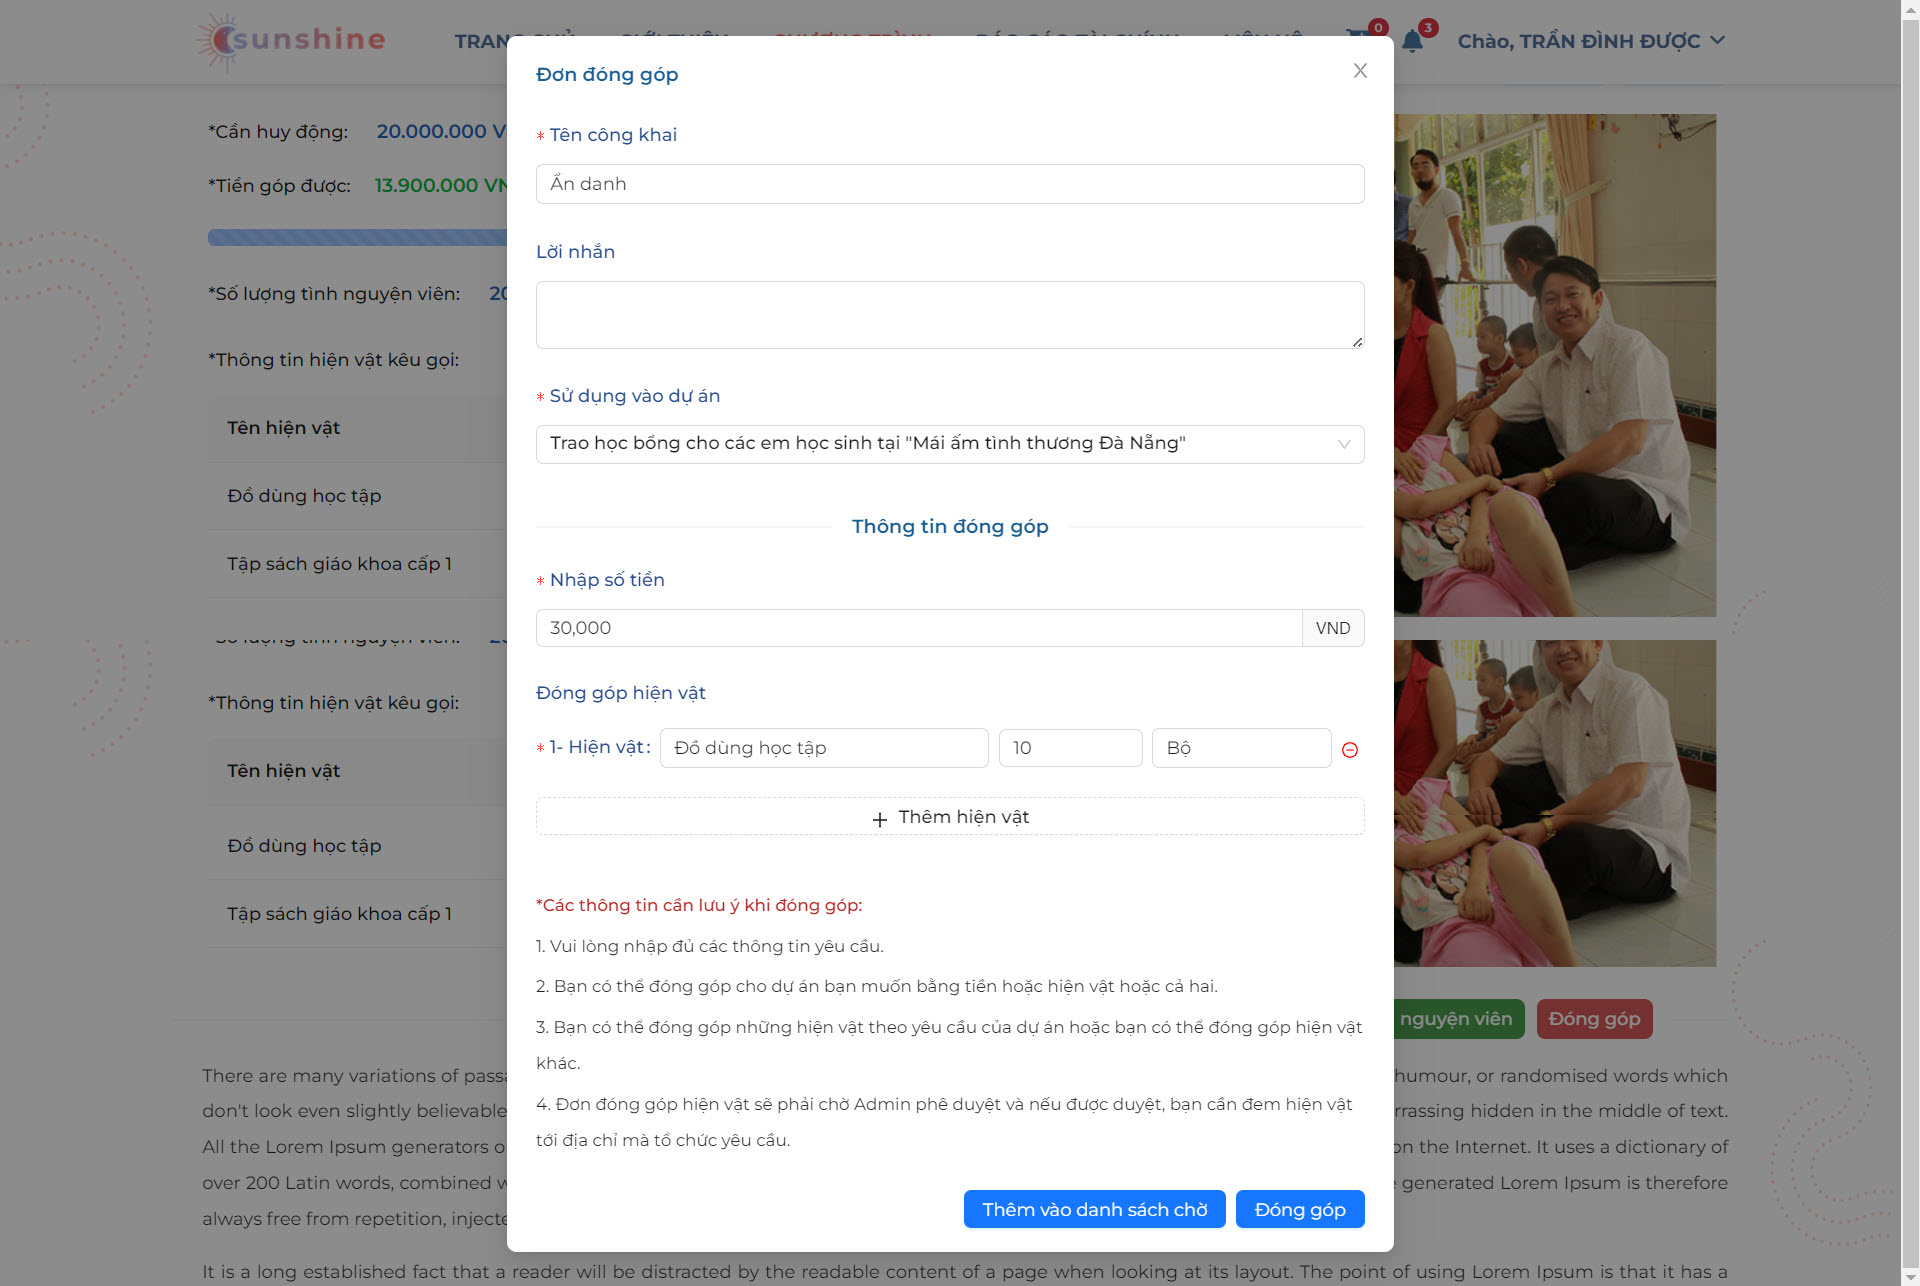 sunshine
0
3
Chào, TRẦN ĐÌNH ĐƯỢC
Đơn đóng góp
*Cần huy động: 20.000.000 V
* Tên công khai
Ẩn danh
*Tiền góp được: 13.900.000 VN
Lời nhắn
*Số lượng tình nguyện viên: 20
*Thông tin hiện vật kêu gọi:
* Sử dụng vào dự án
Tên hiện vật
Trao học bổng cho các em học sinh tại "Mái ấm tình thương Đà Nẵng"
Đồ dùng học tập
Thông tin đóng góp
Tập sách giáo khoa cấp 1
* Nhập số tiền
30,000 VND
*Thông tin hiện vật kêu gọi:
Đóng góp hiện vật
* 1- Hiện vật: Đồ dùng học tập 10 Bộ
Tên hiện vật
Thêm hiện vật
Đồ dùng học tập
Tập sách giáo khoa cấp 1
*Các thông tin cần lưu ý khi đóng góp:
1. Vui lòng nhập đủ các thông tin yêu cầu.
2. Bạn có thể đóng góp cho dự án bạn muốn bằng tiền hoặc hiện vật hoặc cả hai.
3. Bạn có thể đóng góp những hiện vật theo yêu cầu của dự án hoặc bạn có thể đóng góp hiện vật
khác.
4. Đơn đóng góp hiện vật sẽ phải chờ Admin phê duyệt và nếu được duyệt, bạn cần đem hiện vật
tới địa chỉ mà tổ chức yêu cầu.
Thêm vào danh sách chờ Đóng góp
nguyện viên Đóng góp
There are many variations of passa
humour, or randomised words which
don't look even slightly believable
rrassing hidden in the middle of text.
All the Lorem Ipsum generators o
on the Internet. It uses a dictionary of
over 200 Latin words, combined w
generated Lorem Ipsum is therefore
always free from repetition, injecte
It is a long established fact that a reader will be distracted by the readable content of a page when looking at its layout. The point of using Lorem Ipsum is that it has a